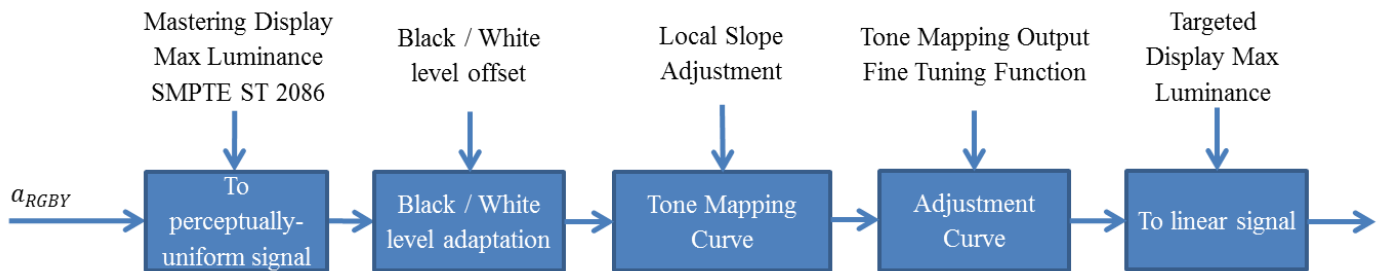 Mastering Display
Max Luminance
SMPTE ST 2086
Black / White
level offset
Local Slope
Adjustment
Tone Mapping Output
Fine Tuning Function
Targeted
Display Max
Luminance
a_RGBY
To
perceptually-
uniform signal
Black / White
level adaptation
Tone Mapping
Curve
Adjustment
Curve
To linear signal